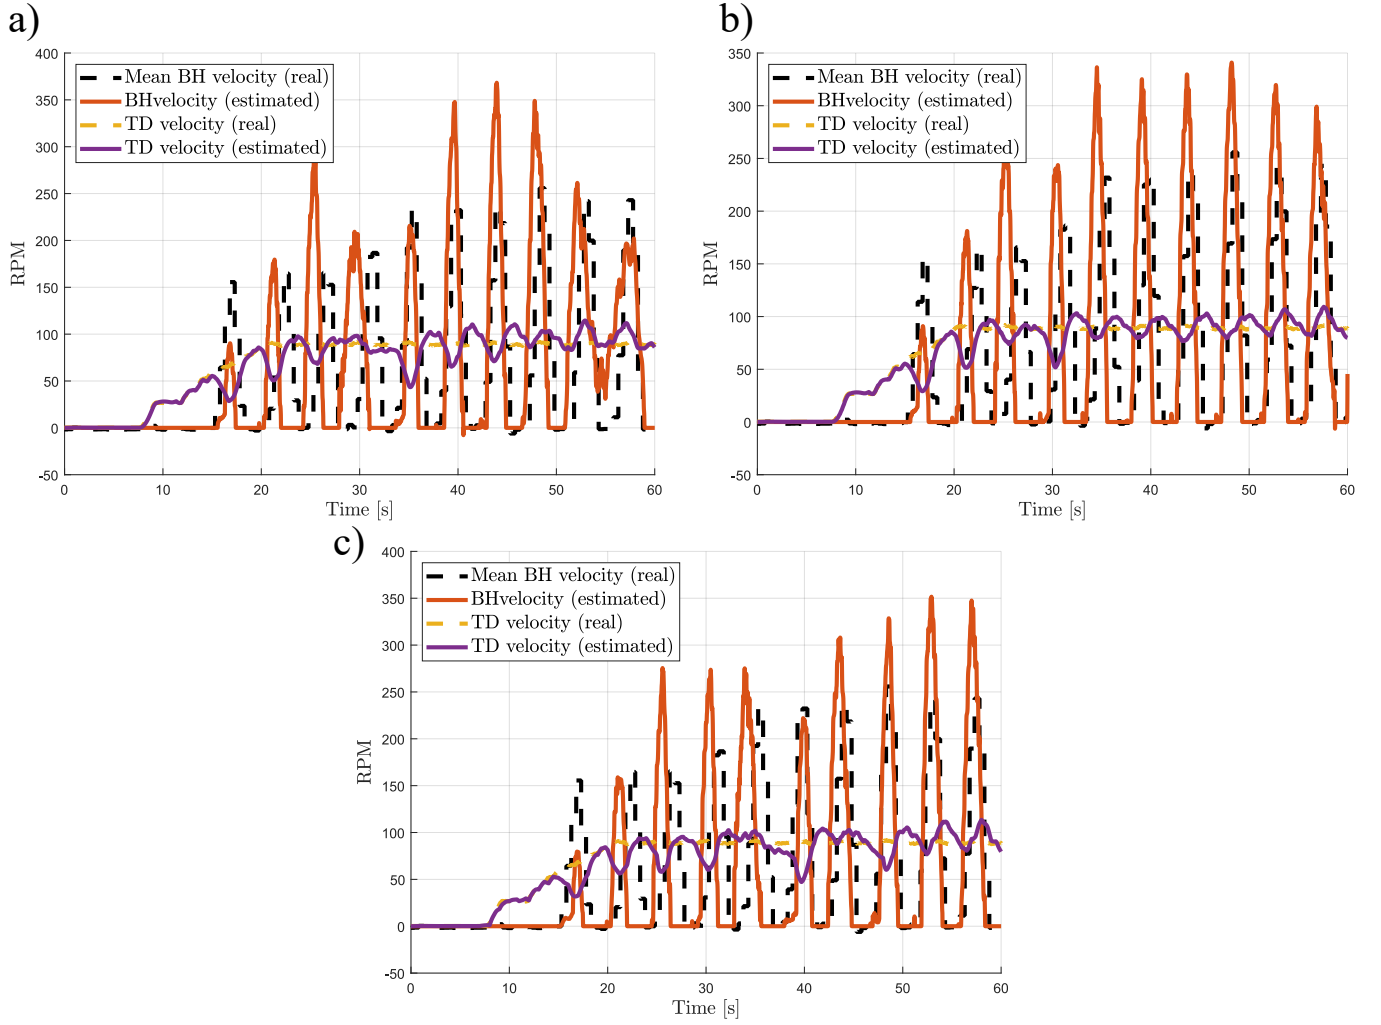 a)
400
350
300
250
200
150
100
50
0
-50
RPM
Mean BH velocity (real)
BHvelocity (estimated)
TD velocity (real)
TD velocity (estimated)
0 10 20 30 40 50 60
Time [s]
b)
350
300
250
200
150
100
50
0
-50
RPM
Mean BH velocity (real)
BHvelocity (estimated)
TD velocity (real)
TD velocity (estimated)
0 10 20 30 40 50 60
Time [s]
c)
400
350
300
250
200
150
100
50
0
-50
RPM
Mean BH velocity (real)
BHvelocity (estimated)
TD velocity (real)
TD velocity (estimated)
0 10 20 30 40 50 60
Time [s]